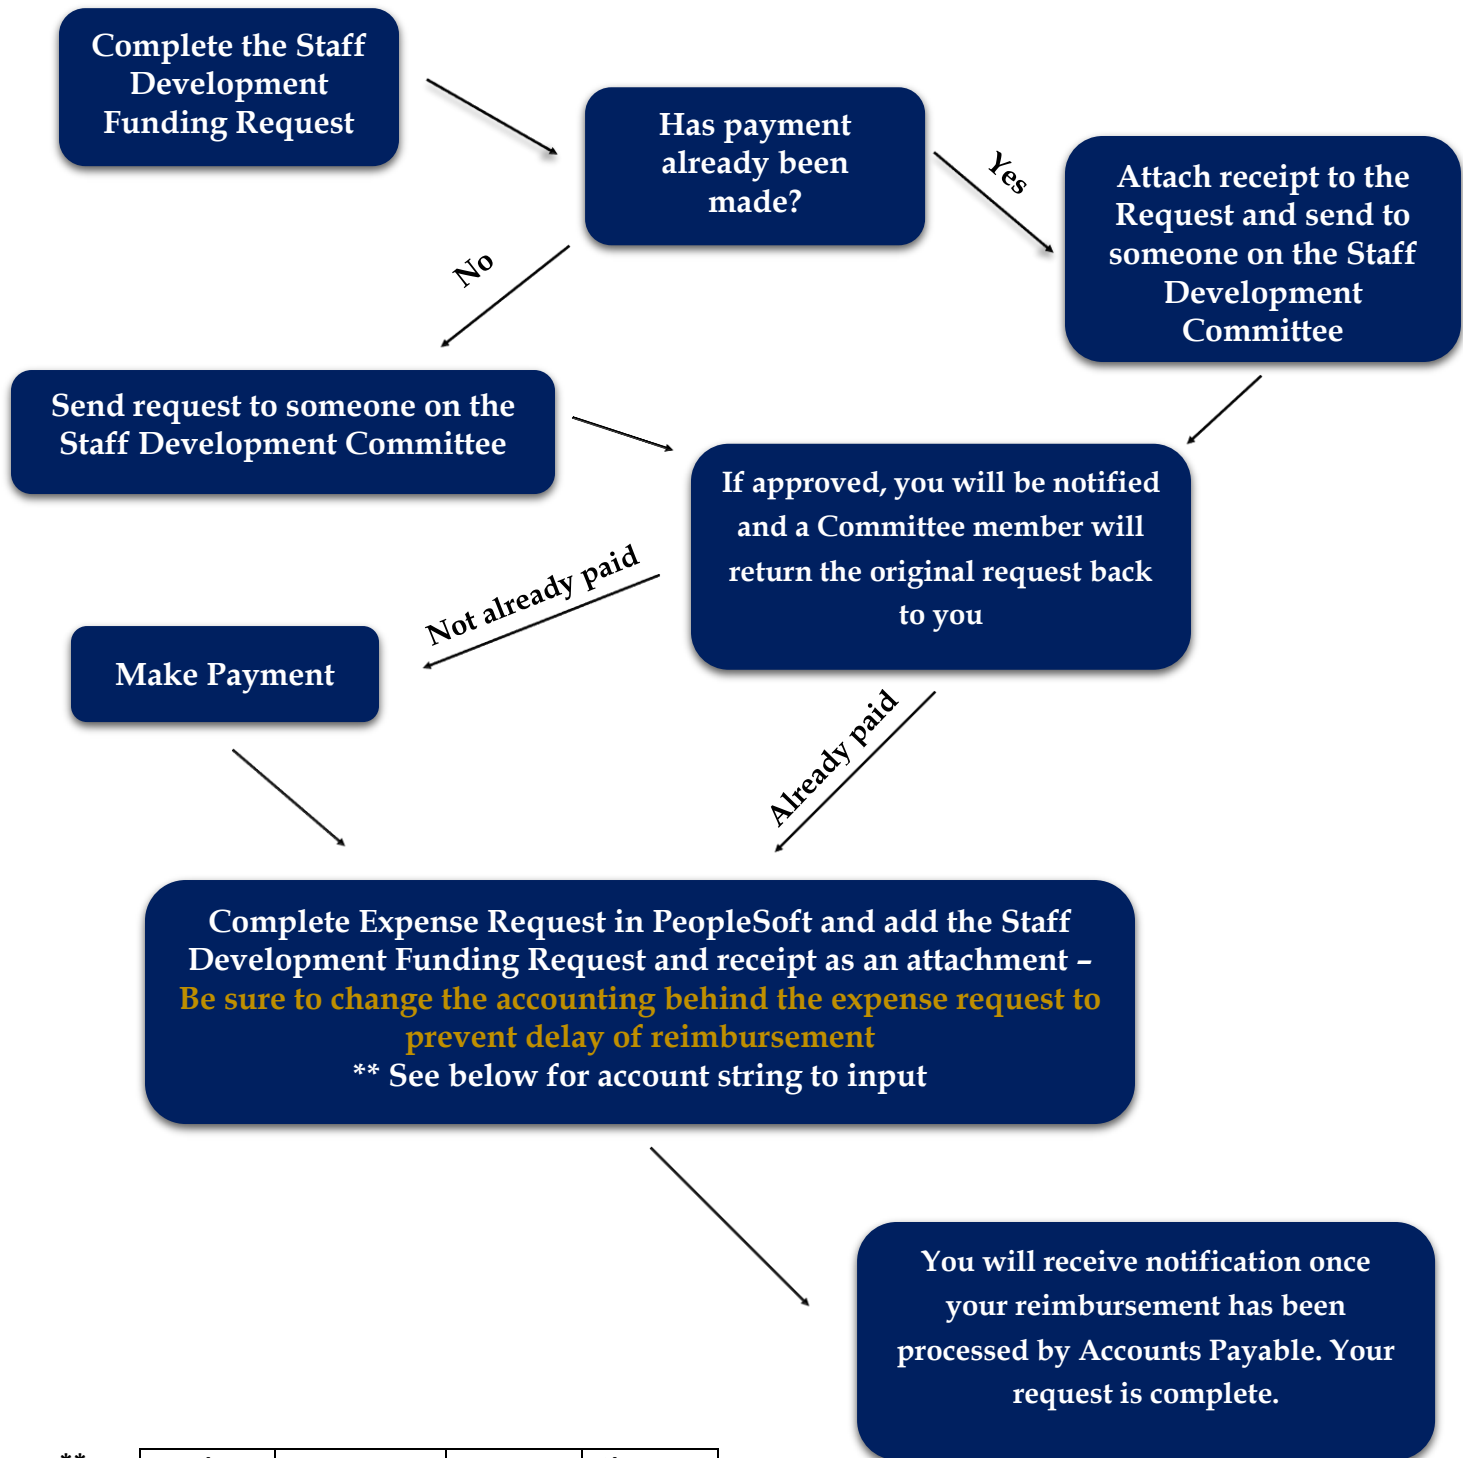 Complete the Staff
Development
Funding Request
Has payment
already been
made?
Yes
Attach receipt to the
Request and send to
someone on the Staff
Development
Committee
No
Send request to someone on the
Staff Development Committee
If approved, you will be notified
and a Committee member will
return the original request back
to you
Not already paid
Make Payment
Already paid
Complete Expense Request in PeopleSoft and add the Staff
Development Funding Request and receipt as an attachment –
Be sure to change the accounting behind the expense request to
prevent delay of reimbursement
** See below for account string to input
You will receive notification once
your reimbursement has been
processed by Accounts Payable. Your
request is complete.
**